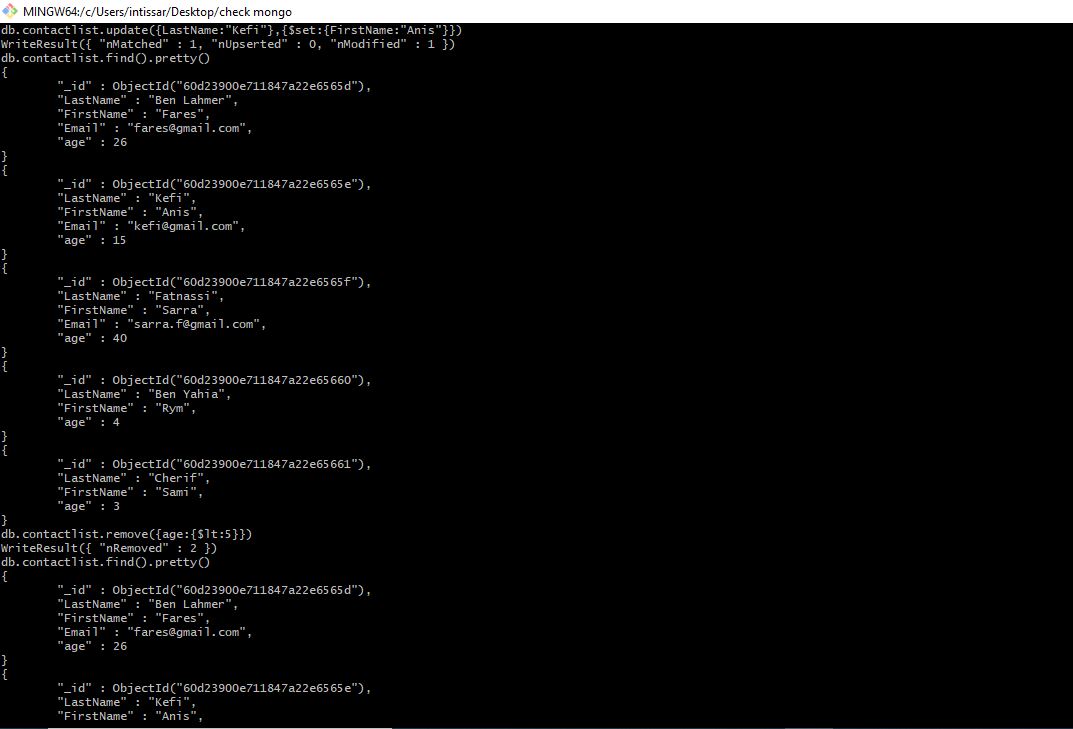 MINGW64:/c/Users/intissar/Desktop/check mongo
db.contactlist.update({LastName:"Kefi"},{$set:{FirstName:"Anis"}})
WriteResult({ "nMatched" : 1, "nUpserted" : 0, "nModified" : 1 })
db.contactlist.find().pretty()
{
        "_id" : ObjectId("60d23900e711847a22e6565d"),
        "LastName" : "Ben Lahmer",
        "FirstName" : "Fares",
        "Email" : "fares@gmail.com",
        "age" : 26
}
{
        "_id" : ObjectId("60d23900e711847a22e6565e"),
        "LastName" : "Kefi",
        "FirstName" : "Anis",
        "Email" : "kefi@gmail.com",
        "age" : 15
}
{
        "_id" : ObjectId("60d23900e711847a22e6565f"),
        "LastName" : "Fatnassi",
        "FirstName" : "Sarra",
        "Email" : "sarra.f@gmail.com",
        "age" : 40
}
{
        "_id" : ObjectId("60d23900e711847a22e65660"),
        "LastName" : "Ben Yahia",
        "FirstName" : "Rym",
        "age" : 4
}
{
        "_id" : ObjectId("60d23900e711847a22e65661"),
        "LastName" : "Cherif",
        "FirstName" : "Sami",
        "age" : 3
}
db.contactlist.remove({age:{$lt:5}})
WriteResult({ "nRemoved" : 2 })
db.contactlist.find().pretty()
{
        "_id" : ObjectId("60d23900e711847a22e6565d"),
        "LastName" : "Ben Lahmer",
        "FirstName" : "Fares",
        "Email" : "fares@gmail.com",
        "age" : 26
}
{
        "_id" : ObjectId("60d23900e711847a22e6565e"),
        "LastName" : "Kefi",
        "FirstName" : "Anis",